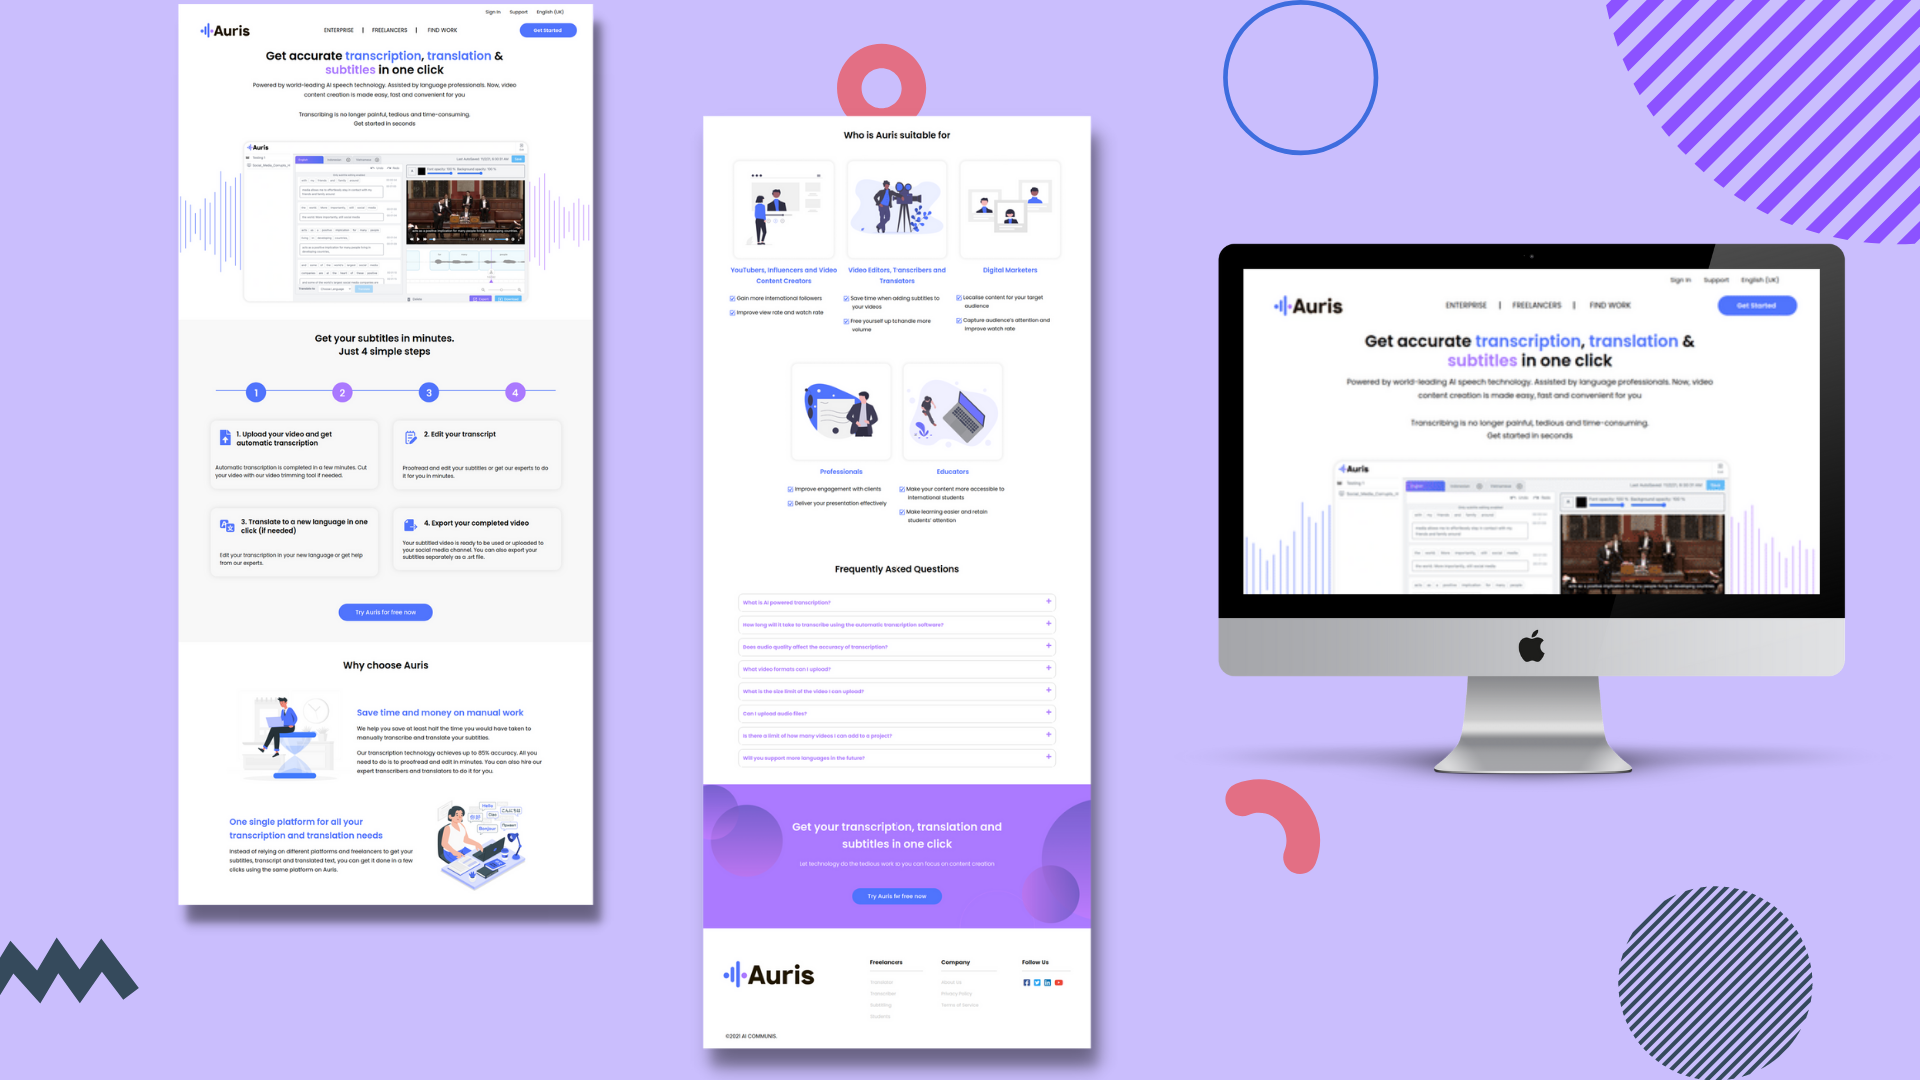 Sign In Support English (UK)
Auris
ENTERPRISE | FREELANCERS | FIND WORK
Get Started
Get accurate transcription, translation &
subtitles in one click
Powered by world-leading AI speech technology. Assisted by language professionals. Now, video
content creation is made easy, fast and convenient for you
Transcribing is no longer painful, tedious and time-consuming.
Get started in seconds
Auris
Get your subtitles in minutes.
Just 4 simple steps
1 2 3 4
1. Upload your video and get
automatic transcription
Automatic transcription is completed in a few minutes. Cut
your video with our video trimming tool if needed.
2. Edit your transcript
Proofread and edit your subtitles or get our experts to do
it for you in minutes.
3. Translate to a new language in one
click (if needed)
Edit your transcription in your new language or get help
from our experts.
4. Export your completed video
Your subtitled video is ready to be used or uploaded to
your social media channel. You can also export your
subtitles separately as a .srt file.
Try Auris for free now
Why choose Auris
Save time and money on manual work
We help you save at least half the time you would have taken to
manually transcribe and translate your subtitles.
Our transcription technology achieves up to 85% accuracy. All you
need to do is to proofread and edit in minutes. You can also hire our
expert transcribers and translators to do it for you.
Hello
Ciao
Bonjour
One single platform for all your
transcription and translation needs
Instead of relying on different platforms and freelancers to get your
subtitles, transcript and translated text, you can get it done in a few
clicks using the same platform on Auris.
Who is Auris suitable for
YouTubers, Influencers and Video
Content Creators
Gain more international followers
Improve view rate and watch rate
Video Editors, Transcribers and
Translators
Save time when adding subtitles to
your videos
Free yourself up to handle more
volume
Digital Marketers
Localise content for your target
audience
Capture audience's attention and
improve watch rate
Professionals
Improve engagement with clients
Deliver your presentation effectively
Educators
Make your content more accessible to
international students
Make learning easier and retain
students' attention
Frequently Asked Questions
What is AI powered transcription? +
How long will it take to transcribe using the automatic transcription software? +
Does audio quality affect the accuracy of transcription? +
What video formats can I upload? +
What is the size limit of the video I can upload? +
Can I upload audio files? +
Is there a limit of how many videos I can add to a project? +
Will you support more languages in the future? +
Get your transcription, translation and
subtitles in one click
Let technology do the tedious work so you can focus on content creation
Try Auris for free now
Auris
Freelancers
Translator
Transcriber
Subtitling
Students
Company
About Us
Privacy Policy
Terms of Service
Follow Us
©2021 AI COMMUNIS.
Sign In Support English (UK)
Auris
ENTERPRISE | FREELANCERS | FIND WORK
Get Started
Get accurate transcription, translation &
subtitles in one click
Powered by world-leading AI speech technology. Assisted by language professionals. Now, video
content creation is made easy, fast and convenient for you
Transcribing is no longer painful, tedious and time-consuming.
Get started in seconds
Auris